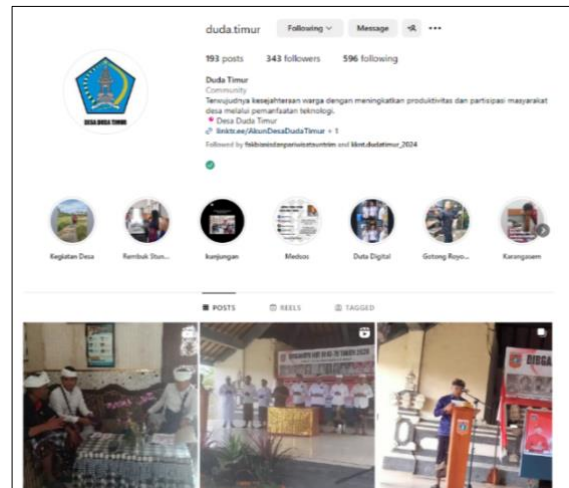 duda.timur Following Message
193 posts 343 followers 596 following
Duda Timur
Community
Terwujudnya kesejahteraan warga dengan meningkatkan produktivitas dan partisipasi masyarakat
desa melalui pemanfaatan teknologi.
Desa Duda Timur
linktr.ee/AkunDesaDudaTimur + 1
Followed by and kknt.dudatimur_2024
DESA DUDA TIMUR
Kegiatan Desa Rembuk Stun... kunjungan Medsos Duta Digital Gotong Royo... Karangasem
POSTS REELS TAGGED
DIRGA